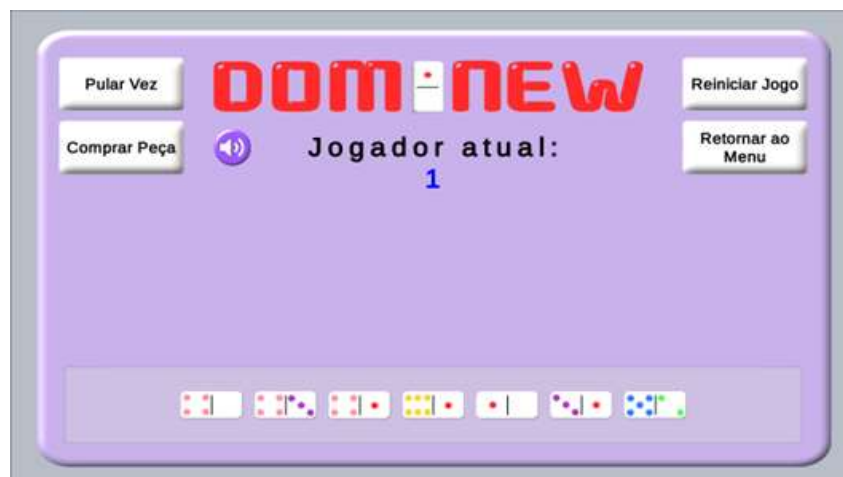 Pular Vez
DOMINEW
Reiniciar Jogo
Comprar Peça
Jogador atual:
1
Retornar ao
Menu